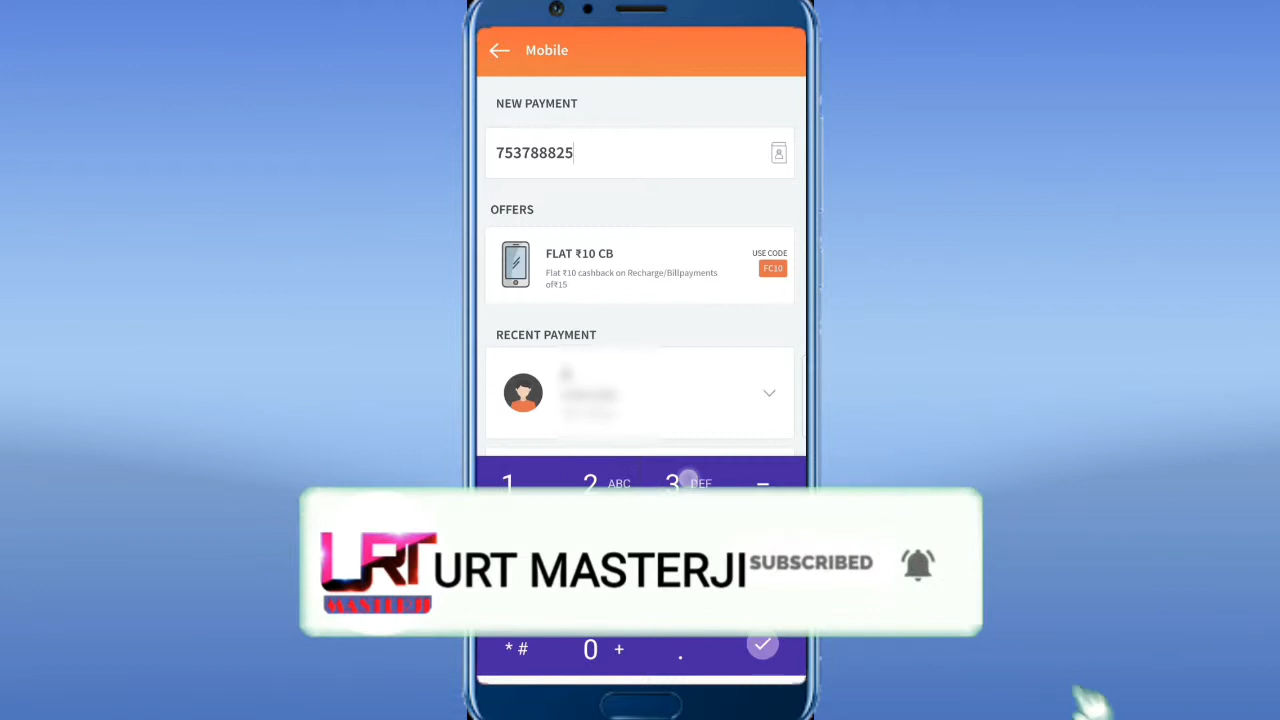 Mobile
NEW PAYMENT
753788825
OFFERS
FLAT ₹10 CB
USE CODE
FC10
Flat ₹10 cashback on Recharge/Billpayments
of₹15
RECENT PAYMENT
1 2 ABC 3 DEF –
URT
MASTERJI
URT MASTERJI
SUBSCRIBED
* # 0 + .